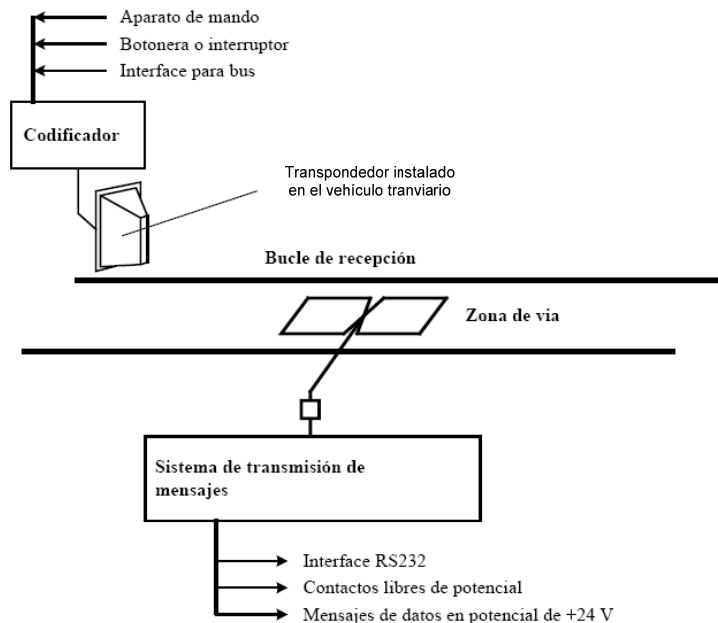 Aparato de mando
Botonera o interruptor
Interface para bus
Codificador
Transpondedor instalado
en el vehículo tranviario
Bucle de recepción
Zona de via
Sistema de transmisión de
mensajes
Interface RS232
Contactos libres de potencial
Mensajes de datos en potencial de +24 V